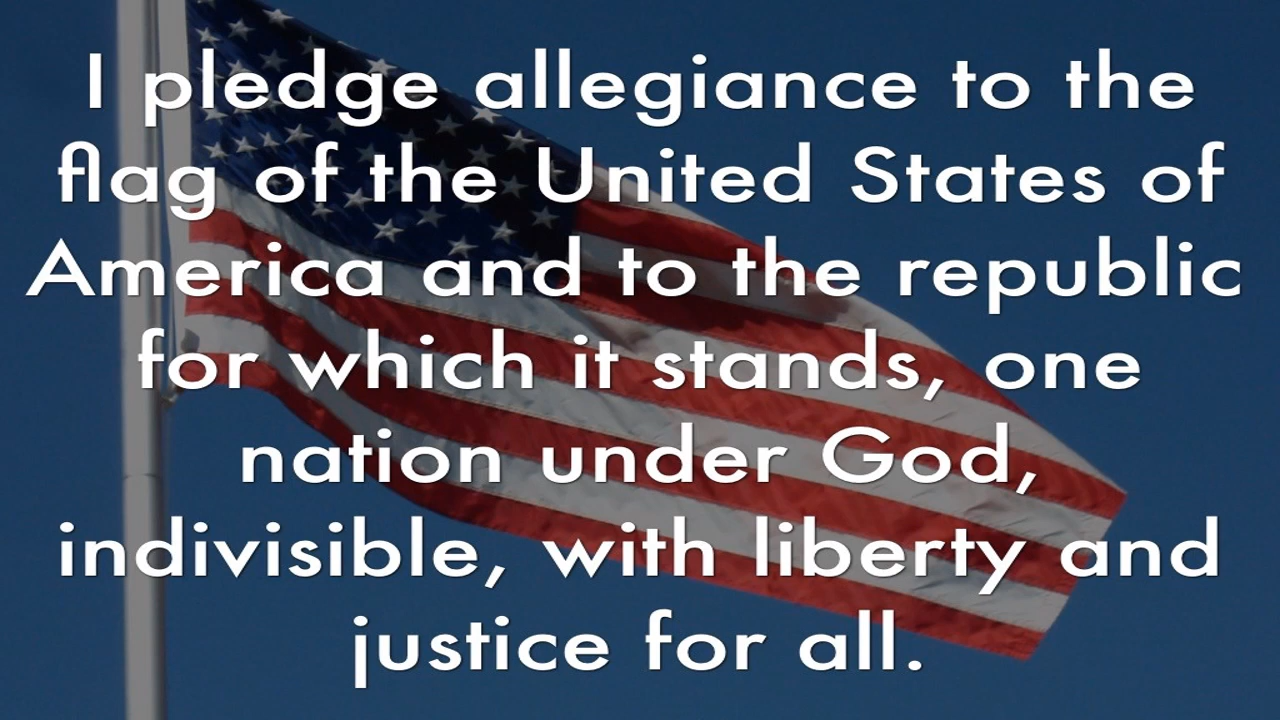 I pledge allegiance to the
flag of the United States of
America and to the republic
for which it stands, one
nation under God,
indivisible, with liberty and
justice for all.